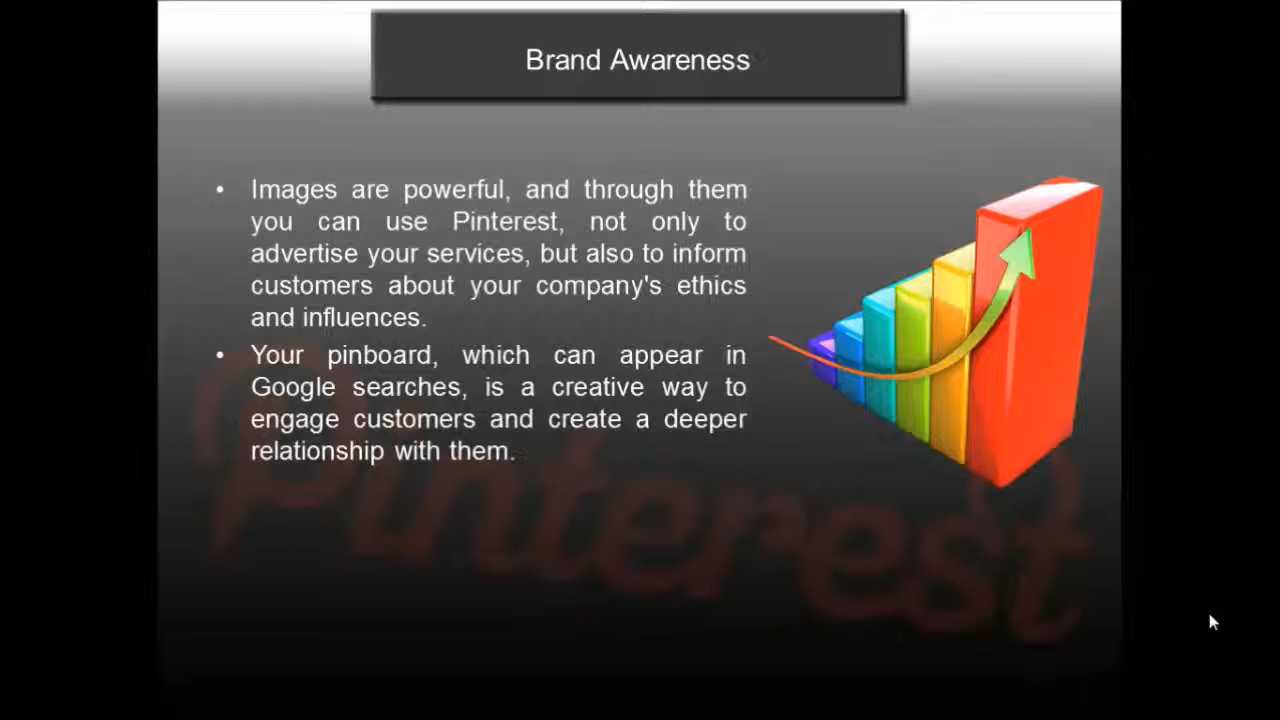 Brand Awareness
• Images are powerful, and through them
you can use Pinterest, not only to
advertise your services, but also to inform
customers about your company's ethics
and influences.
• Your pinboard, which can appear in
Google searches, is a creative way to
engage customers and create a deeper
relationship with them.
Pinterest